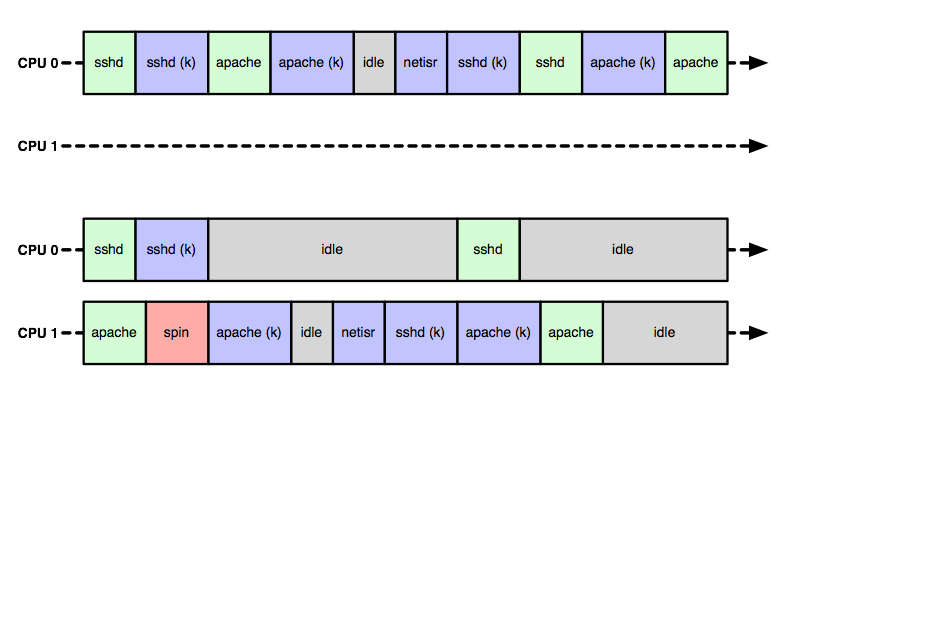 CPU 0 sshd sshd (k) apache apache (k) idle netisr sshd (k) sshd apache (k) apache
CPU 1
CPU 0 sshd sshd (k) idle sshd idle
CPU 1 apache spin apache (k) idle netisr sshd (k) apache (k) apache idle